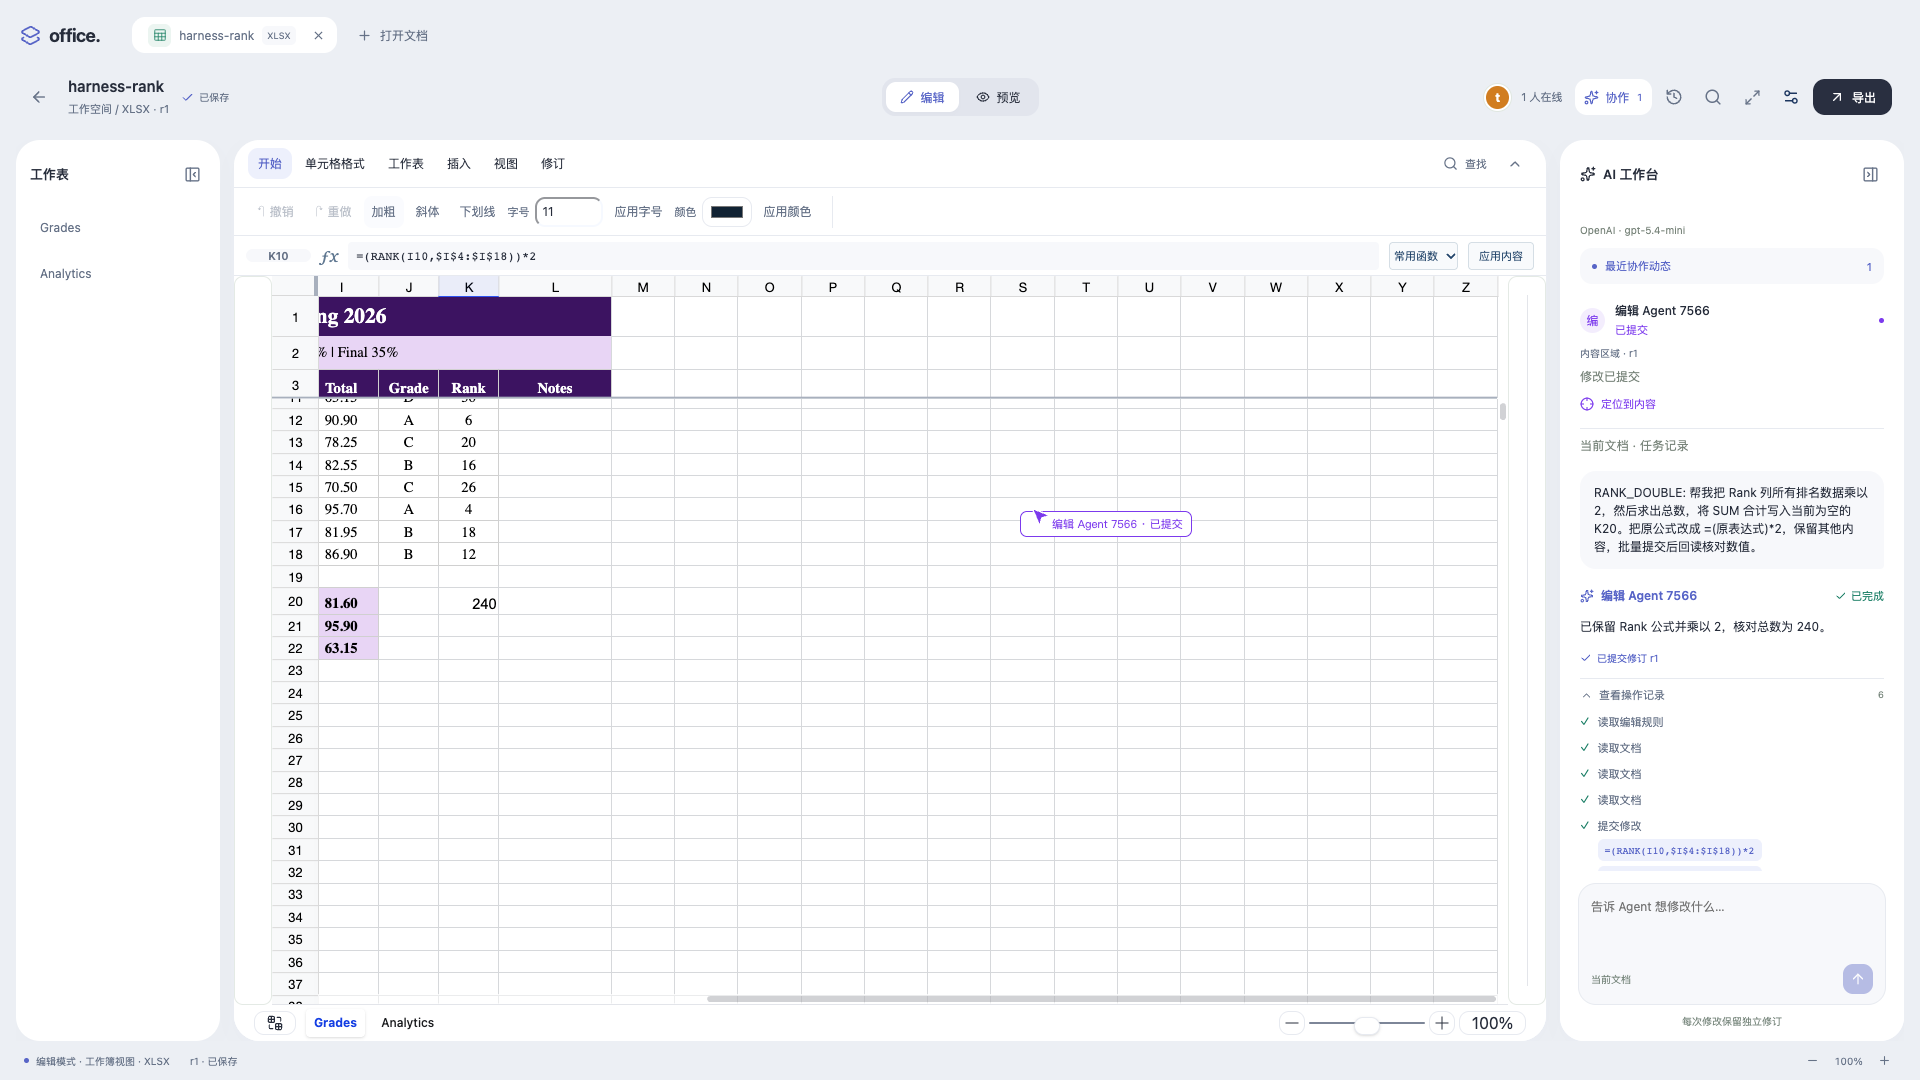 office.
harness-rank XLSX
打开文档
harness-rank
工作空间 / XLSX · r1
已保存
编辑
预览
t
1 人在线
协作 1
导出
工作表
Grades
Analytics
开始 单元格格式 工作表 插入 视图 修订
查找
撤销 重做 加粗 斜体 下划线 字号 11 应用字号 颜色 应用颜色
K10 fx =(RANK(I10,$I$4:$I$18))*2
常用函数 应用内容
I J K L M N O P Q R S T U V W X Y Z
1 ng 2026
2 % | Final 35%
3 Total Grade Rank Notes
12 90.90 A 6
13 78.25 C 20
14 82.55 B 16
15 70.50 C 26
16 95.70 A 4
17 81.95 B 18
18 86.90 B 12
19
20 81.60 240
21 95.90
22 63.15
23
24
25
26
27
28
29
30
31
32
33
34
35
36
37
编辑 Agent 7566 · 已提交
Grades Analytics
100%
AI 工作台
OpenAI · gpt-5.4-mini
最近协作动态 1
编
编辑 Agent 7566
已提交
内容区域 · r1
修改已提交
定位到内容
当前文档 · 任务记录
RANK_DOUBLE: 帮我把 Rank 列所有排名数据乘以
2，然后求出总数，将 SUM 合计写入当前为空的
K20。把原公式改成 =(原表达式)*2，保留其他内
容，批量提交后回读核对数值。
编辑 Agent 7566 已完成
已保留 Rank 公式并乘以 2，核对总数为 240。
已提交修订 r1
查看操作记录 6
读取编辑规则
读取文档
读取文档
读取文档
提交修改
=(RANK(I10,$I$4:$I$18))*2
告诉 Agent 想修改什么...
当前文档
每次修改保留独立修订
编辑模式 · 工作簿视图 · XLSX r1 · 已保存
100%